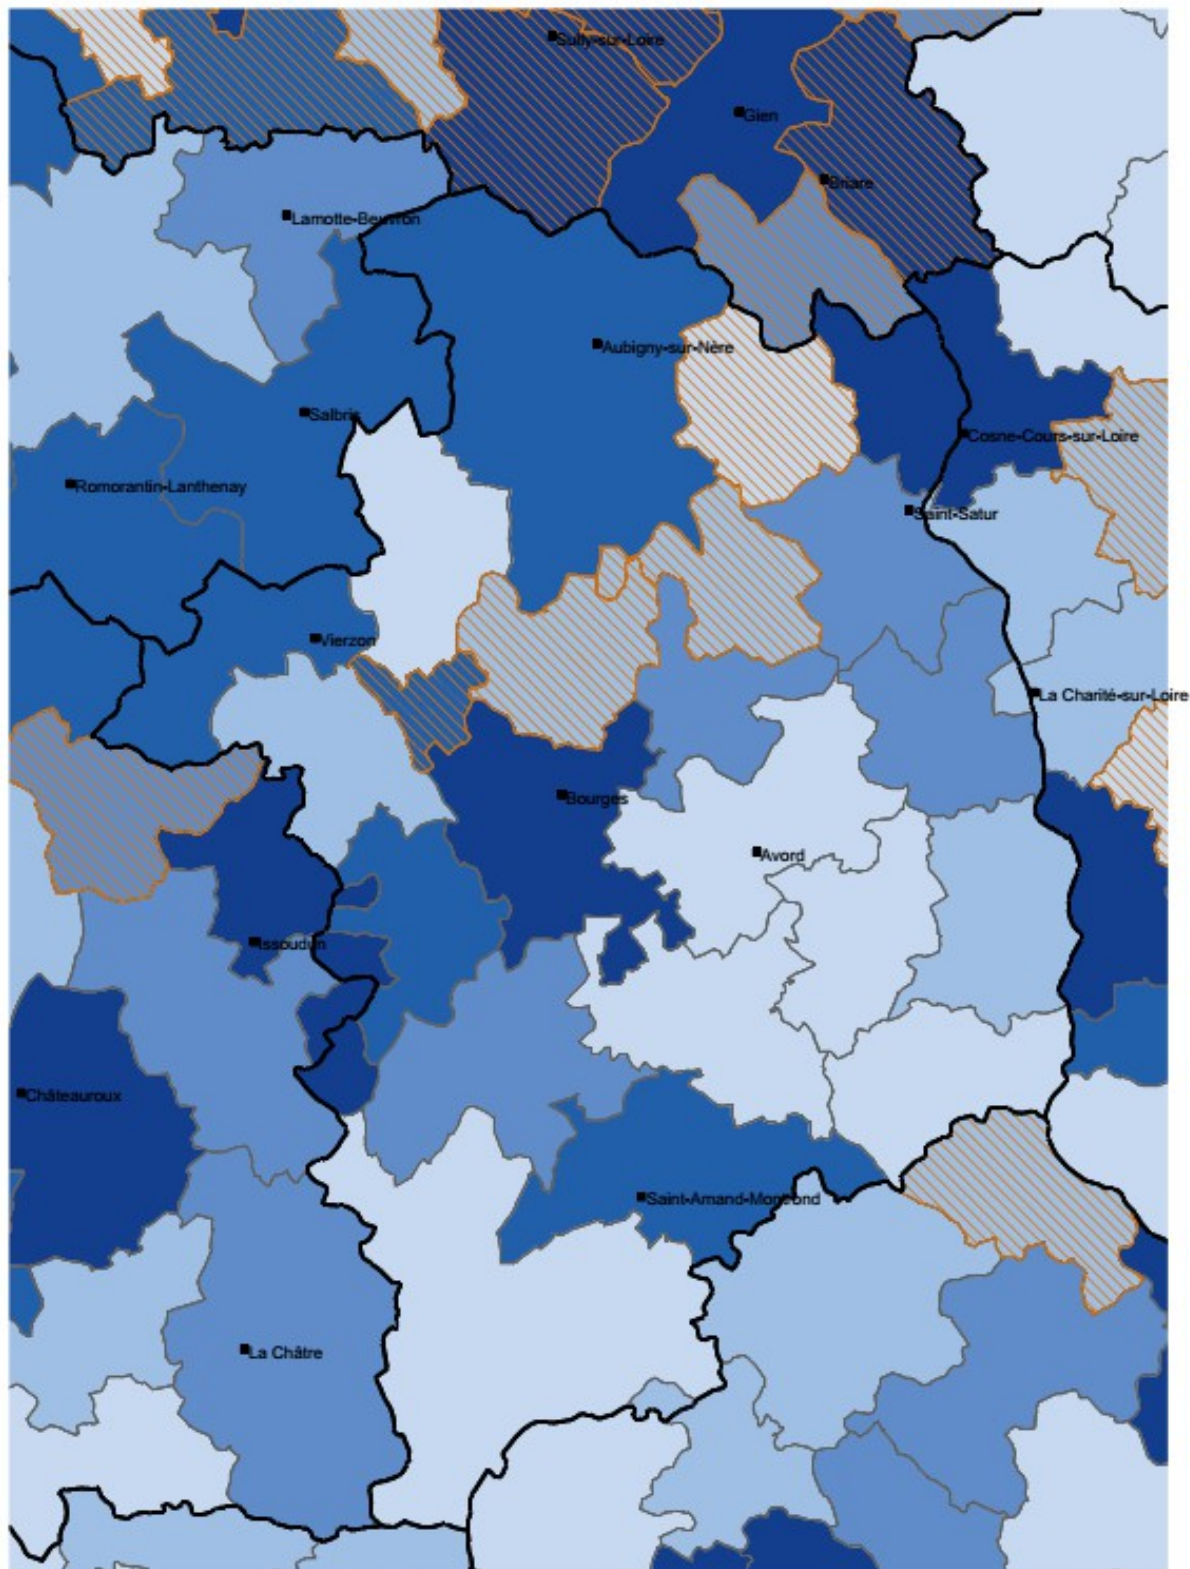 Sully-sur-Loire
Gien
Briare
Lamotte-Beuvron
Aubigny-sur-Nère
Salbris
Cosne-Cours-sur-Loire
Romorantin-Lanthenay
Saint-Satur
Vierzon
La Charité-sur-Loire
Bourges
Avord
Issoudun
Châteauroux
Saint-Amand-Montrond
La Châtre